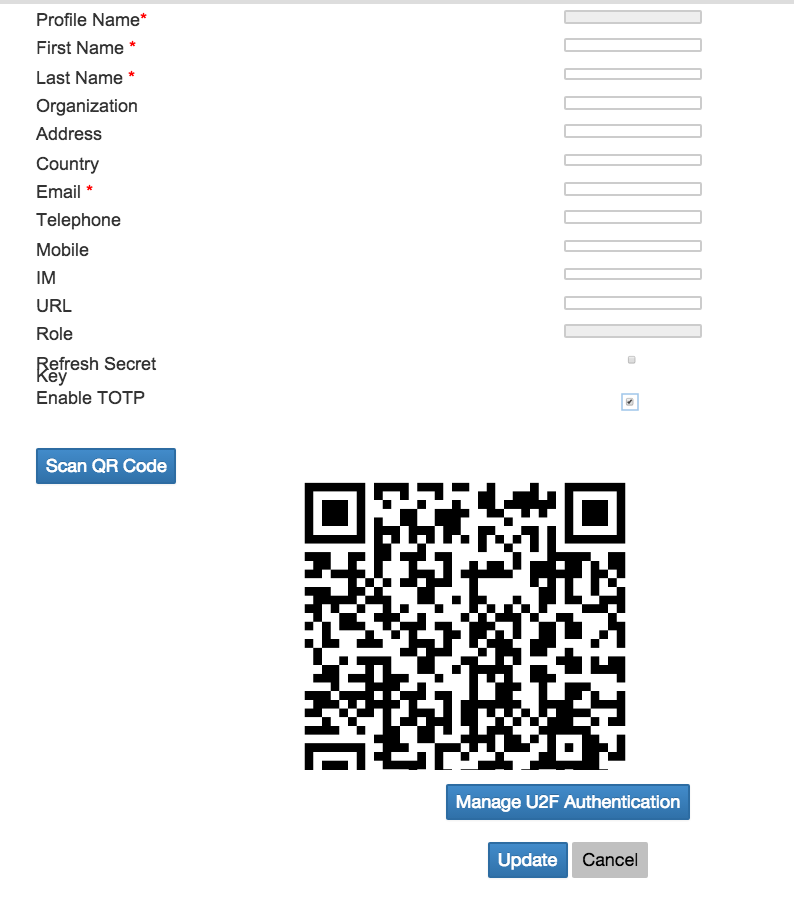 Profile Name*
First Name *
Last Name *
Organization
Address
Country
Email *
Telephone
Mobile
IM
URL
Role
Refresh Secret
Key
Enable TOTP
Scan QR Code
Manage U2F Authentication
Update Cancel